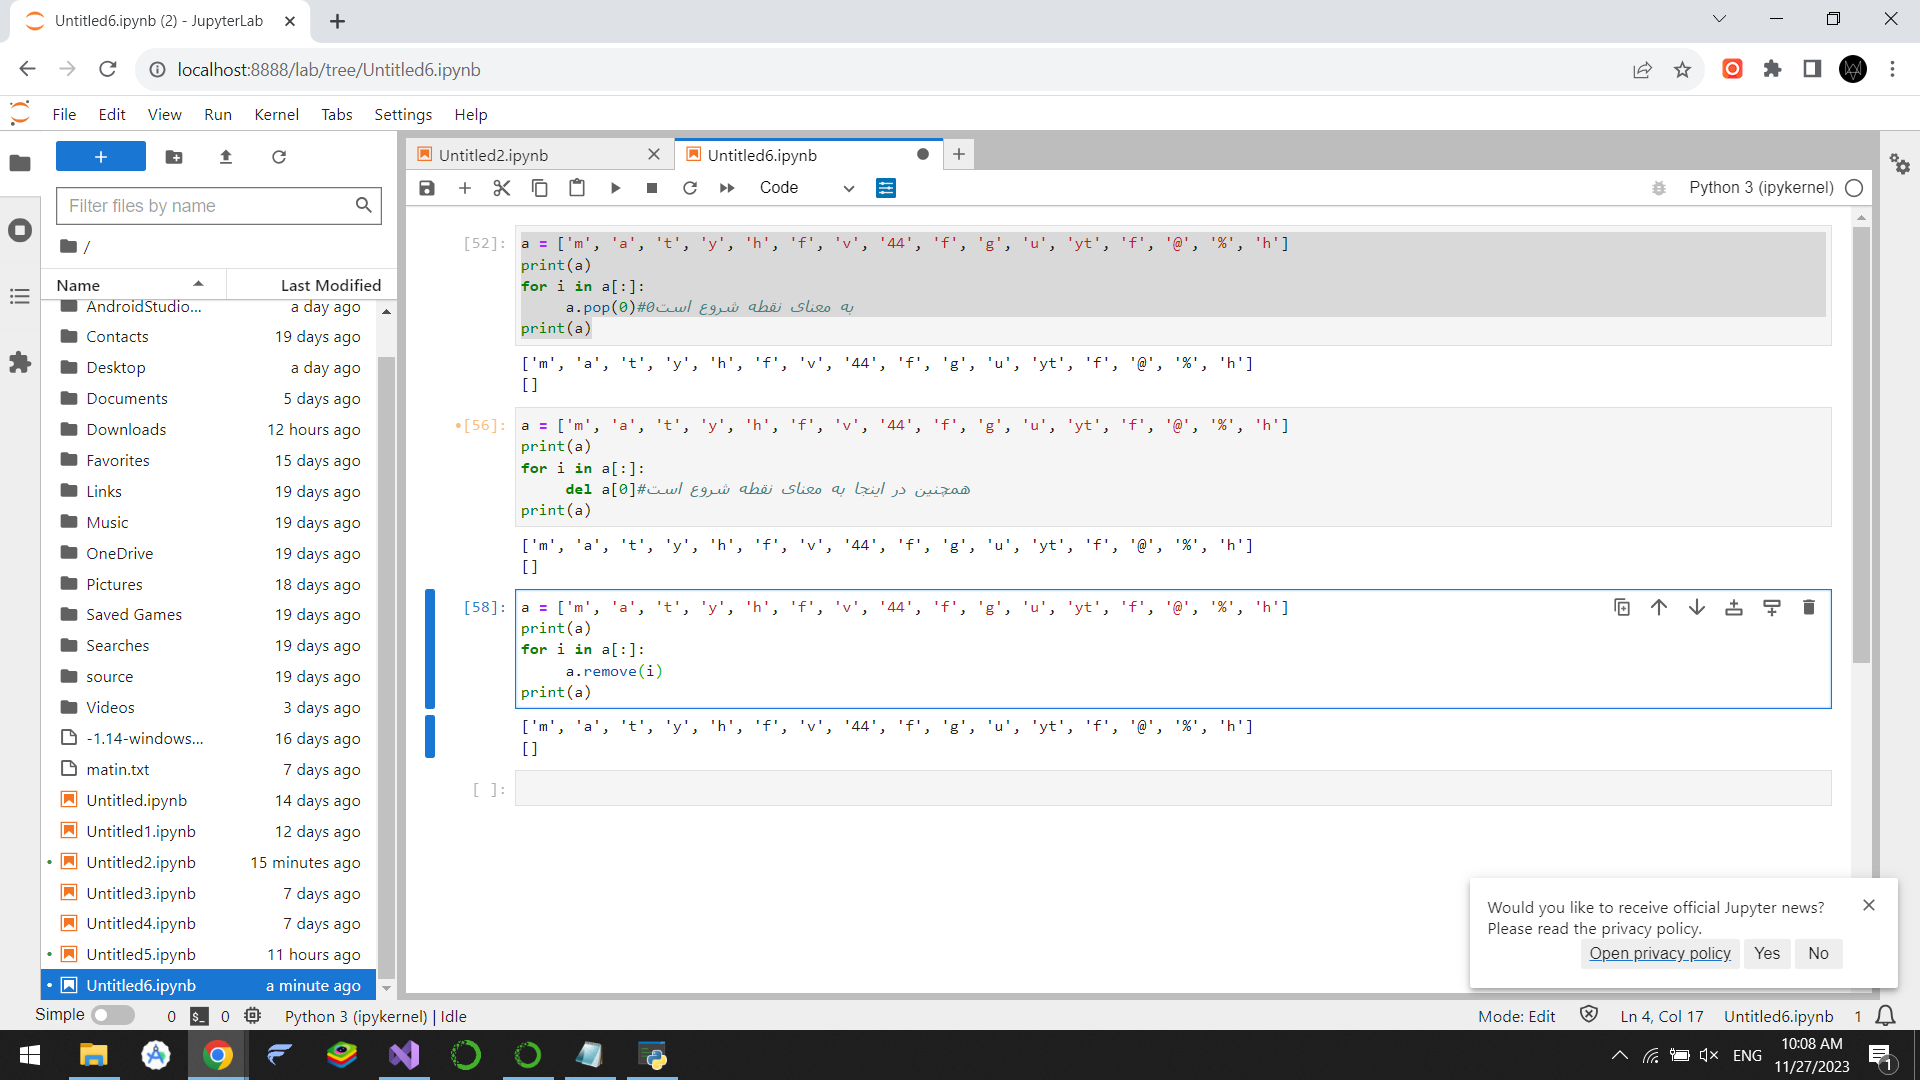 Untitled6.ipynb (2) - JupyterLab
localhost:8888/lab/tree/Untitled6.ipynb
File Edit View Run Kernel Tabs Settings Help
Filter files by name
/
Name Last Modified
AndroidStudio... a day ago
Contacts 19 days ago
Desktop a day ago
Documents 5 days ago
Downloads 12 hours ago
Favorites 15 days ago
Links 19 days ago
Music 19 days ago
OneDrive 19 days ago
Pictures 18 days ago
Saved Games 19 days ago
Searches 19 days ago
source 19 days ago
Videos 3 days ago
-1.14-windows... 16 days ago
matin.txt 7 days ago
Untitled.ipynb 14 days ago
Untitled1.ipynb 12 days ago
Untitled2.ipynb 15 minutes ago
Untitled3.ipynb 7 days ago
Untitled4.ipynb 7 days ago
Untitled5.ipynb 11 hours ago
Untitled6.ipynb a minute ago
Untitled2.ipynb Untitled6.ipynb
Code Python 3 (ipykernel)
[52]: a = ['m', 'a', 't', 'y', 'h', 'f', 'v', '44', 'f', 'g', 'u', 'yt', 'f', '@', '%', 'h']
print(a)
for i in a[:]:
a.pop(0)#0به معنای نقطه شروع است
print(a)
['m', 'a', 't', 'y', 'h', 'f', 'v', '44', 'f', 'g', 'u', 'yt', 'f', '@', '%', 'h']
[]
•[56]: a = ['m', 'a', 't', 'y', 'h', 'f', 'v', '44', 'f', 'g', 'u', 'yt', 'f', '@', '%', 'h']
print(a)
for i in a[:]:
del a[0]#همچنین در اینجا به معنای نقطه شروع است
print(a)
['m', 'a', 't', 'y', 'h', 'f', 'v', '44', 'f', 'g', 'u', 'yt', 'f', '@', '%', 'h']
[]
[58]: a = ['m', 'a', 't', 'y', 'h', 'f', 'v', '44', 'f', 'g', 'u', 'yt', 'f', '@', '%', 'h']
print(a)
for i in a[:]:
a.remove(i)
print(a)
['m', 'a', 't', 'y', 'h', 'f', 'v', '44', 'f', 'g', 'u', 'yt', 'f', '@', '%', 'h']
[]
[ ]:
Would you like to receive official Jupyter news?
Please read the privacy policy.
Open privacy policy Yes No
Simple 0 $_ 0 Python 3 (ipykernel) | Idle Mode: Edit Ln 4, Col 17 Untitled6.ipynb 1
ENG 10:08 AM
11/27/2023 1